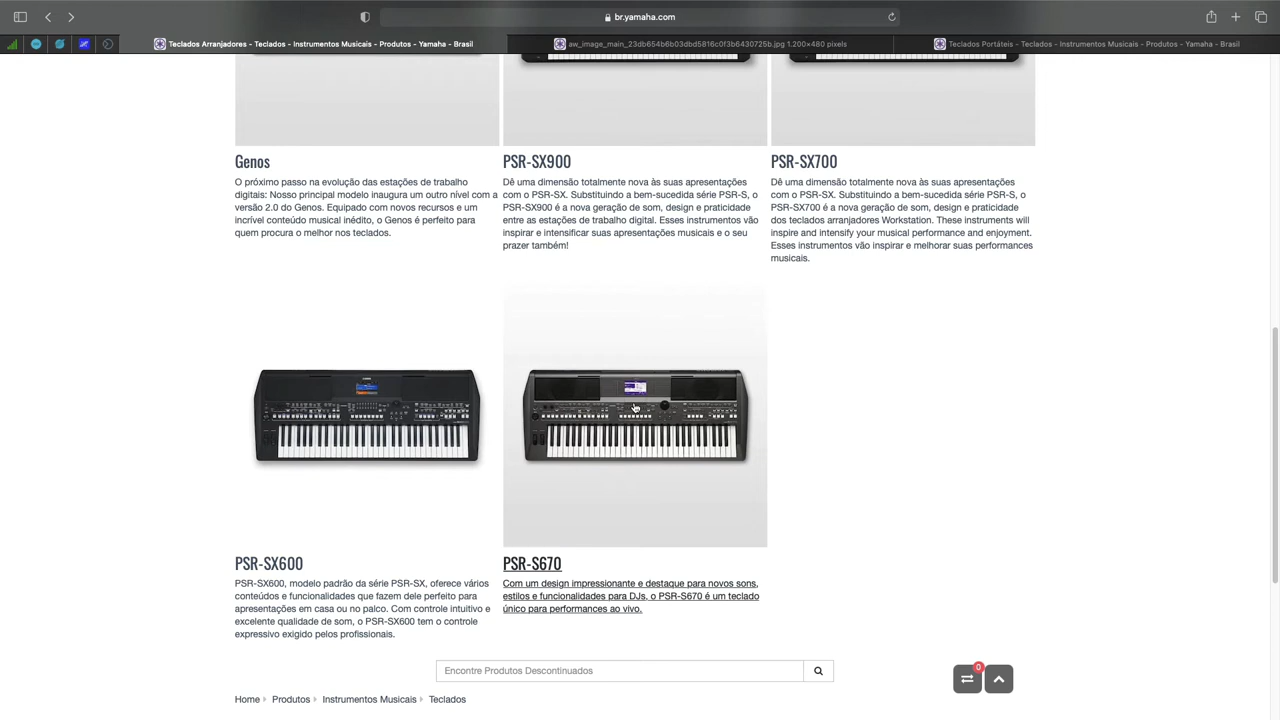 br.yamaha.com
Teclados Arranjadores - Teclados - Instrumentos Musicais - Produtos - Yamaha - Brasil
aw_image_main_23db654b6b03dbd5816c0f3b6430725b.jpg 1.200×480 pixels
Teclados Portáteis - Teclados - Instrumentos Musicais - Produtos - Yamaha - Brasil
Genos
O próximo passo na evolução das estações de trabalho
digitais: Nosso principal modelo inaugura um outro nível com a
versão 2.0 do Genos. Equipado com novos recursos e um
incrível conteúdo musical inédito, o Genos é perfeito para
quem procura o melhor nos teclados.
PSR-SX900
Dê uma dimensão totalmente nova às suas apresentações
com o PSR-SX. Substituindo a bem-sucedida série PSR-S, o
PSR-SX900 é a nova geração de som, design e praticidade
entre as estações de trabalho digital. Esses instrumentos vão
inspirar e intensificar suas apresentações musicais e o seu
prazer também!
PSR-SX700
Dê uma dimensão totalmente nova às suas apresentações
com o PSR-SX. Substituindo a bem-sucedida série PSR-S, o
PSR-SX700 é a nova geração de som, design e praticidade
dos teclados arranjadores Workstation. These instruments will
inspire and intensify your musical performance and enjoyment.
Esses instrumentos vão inspirar e melhorar suas performances
musicais.
PSR-SX600
PSR-SX600, modelo padrão da série PSR-SX, oferece vários
conteúdos e funcionalidades que fazem dele perfeito para
apresentações em casa ou no palco. Com controle intuitivo e
excelente qualidade de som, o PSR-SX600 tem o controle
expressivo exigido pelos profissionais.
PSR-S670
Com um design impressionante e destaque para novos sons,
estilos e funcionalidades para DJs, o PSR-S670 é um teclado
único para performances ao vivo.
Encontre Produtos Descontinuados
0
Home Produtos Instrumentos Musicais Teclados